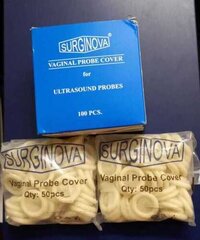 SURGINOVA
VAGINAL PROBE COVER
for
ULTRASOUND PROBES
100 PCS.
SURGINOVA
Vaginal Probe Cover
Qty: 50pcs
SURGINOVA
Vaginal Probe Cover
Qty: 50pcs